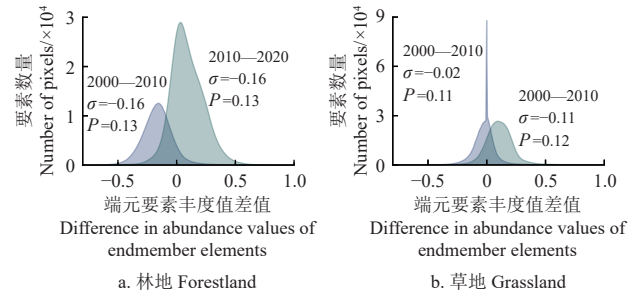 要素数量
Number of pixels/×10⁴
3
2
1
0
2000—2010
σ=−0.16
P=0.13
2010—2020
σ=−0.16
P=0.13
−0.5
0
0.5
1.0
端元要素丰度值差值
Difference in abundance values of
endmember elements
a. 林地 Forestland
要素数量
Number of pixels/×10⁴
9
6
3
0
2000—2010
σ=−0.02
P=0.11
2000—2010
σ=−0.11
P=0.12
−0.5
0
0.5
1.0
端元要素丰度值差值
Difference in abundance values of
endmember elements
b. 草地 Grassland